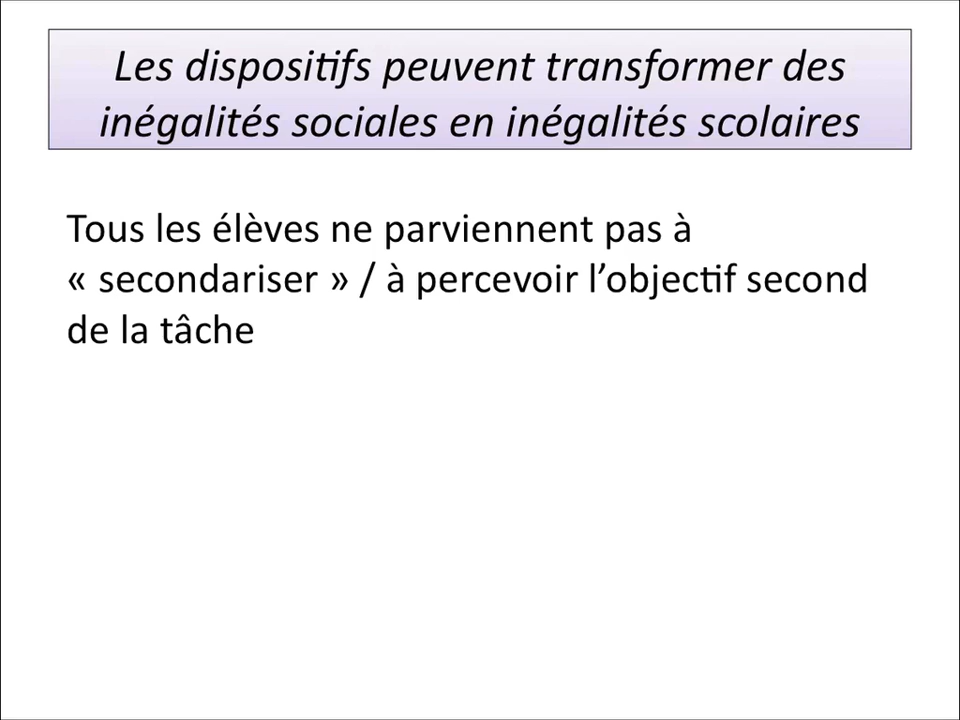 Les dispositifs peuvent transformer des
inégalités sociales en inégalités scolaires
Tous les élèves ne parviennent pas à
« secondariser » / à percevoir l’objectif second
de la tâche